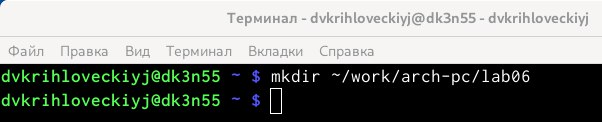 Терминал - dvkrihloveckiyj@dk3n55 - dvkrihloveckiyj
Файл Правка Вид Терминал Вкладки Справка
dvkrihloveckiyj@dk3n55 ~ $ mkdir ~/work/arch-pc/lab06
dvkrihloveckiyj@dk3n55 ~ $